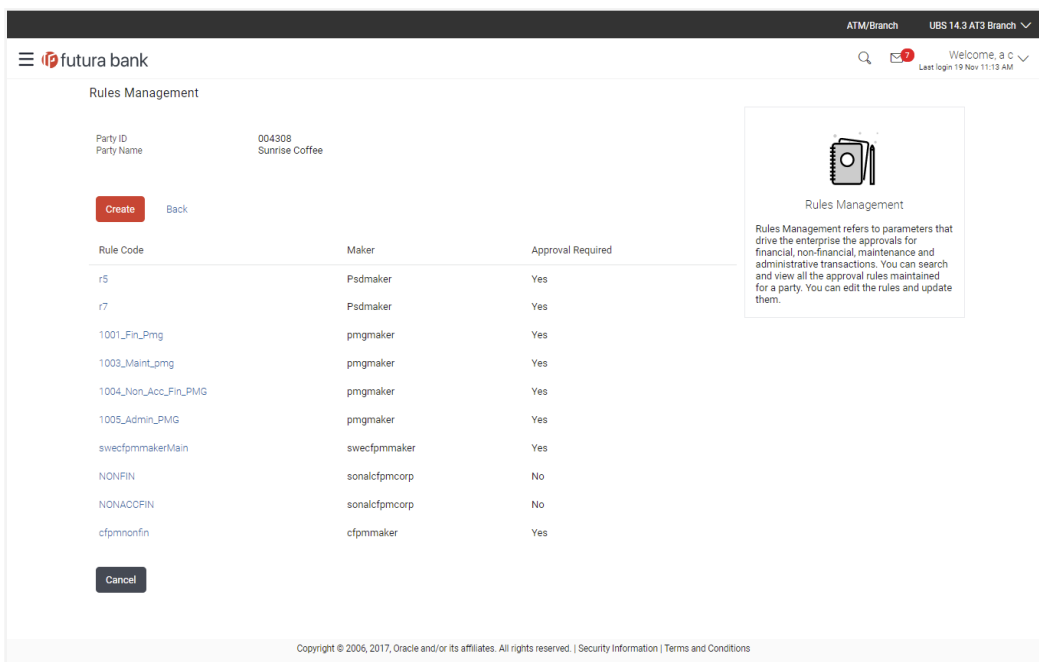 ATM/Branch UBS 14.3 AT3 Branch
futura bank
7
Welcome, a c
Last login 19 Nov 11:13 AM
Rules Management
Party ID 004308
Party Name Sunrise Coffee
Create Back
Rule Code Maker Approval Required
r5 Psdmaker Yes
r7 Psdmaker Yes
1001_Fin_Pmg pmgmaker Yes
1003_Maint_pmg pmgmaker Yes
1004_Non_Acc_Fin_PMG pmgmaker Yes
1005_Admin_PMG pmgmaker Yes
swecfpmmakerMain swecfpmmaker Yes
NONFIN sonalcfpmcorp No
NONACCFIN sonalcfpmcorp No
cfpmnonfin cfpmmaker Yes
Cancel
Rules Management
Rules Management refers to parameters that
drive the enterprise the approvals for
financial, non-financial, maintenance and
administrative transactions. You can search
and view all the approval rules maintained
for a party. You can edit the rules and update
them.
Copyright © 2006, 2017, Oracle and/or its affiliates. All rights reserved. | Security Information | Terms and Conditions